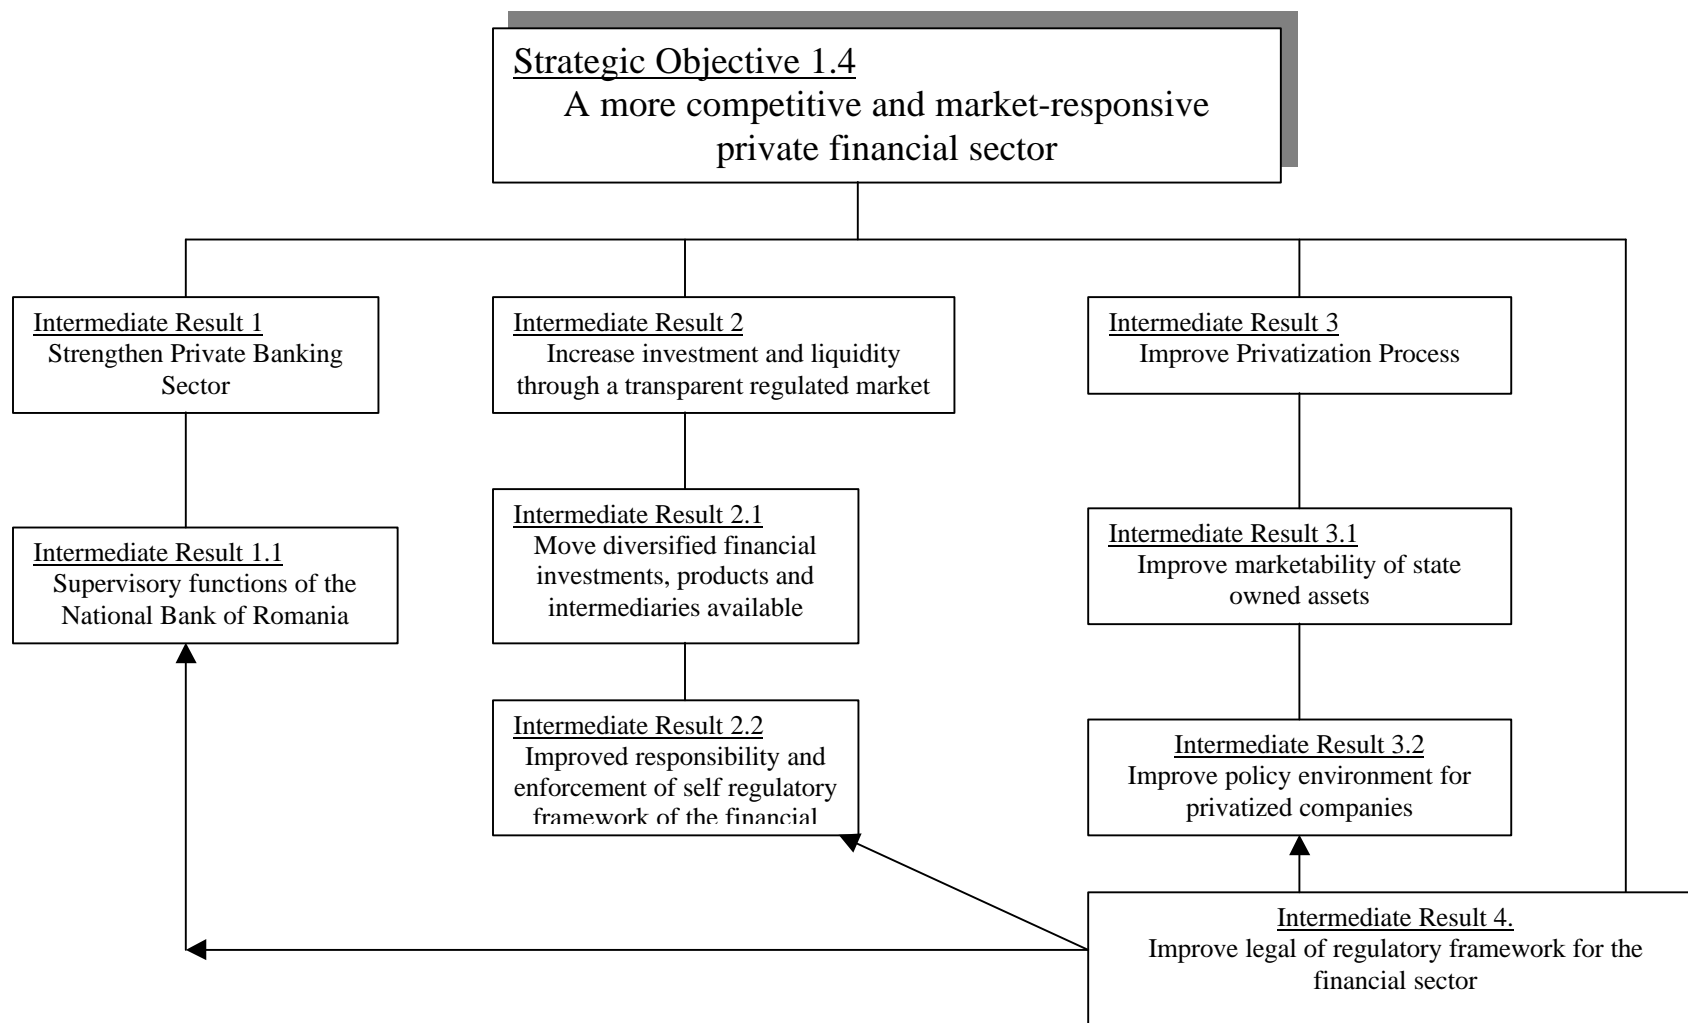 Strategic Objective 1.4
A more competitive and market-responsive
private financial sector
Intermediate Result 1
Strengthen Private Banking
Sector
Intermediate Result 2
Increase investment and liquidity
through a transparent regulated market
Intermediate Result 3
Improve Privatization Process
Intermediate Result 1.1
Supervisory functions of the
National Bank of Romania
Intermediate Result 2.1
Move diversified financial
investments, products and
intermediaries available
Intermediate Result 3.1
Improve marketability of state
owned assets
Intermediate Result 2.2
Improved responsibility and
enforcement of self regulatory
framework of the financial
Intermediate Result 3.2
Improve policy environment for
privatized companies
Intermediate Result 4.
Improve legal of regulatory framework for the
financial sector